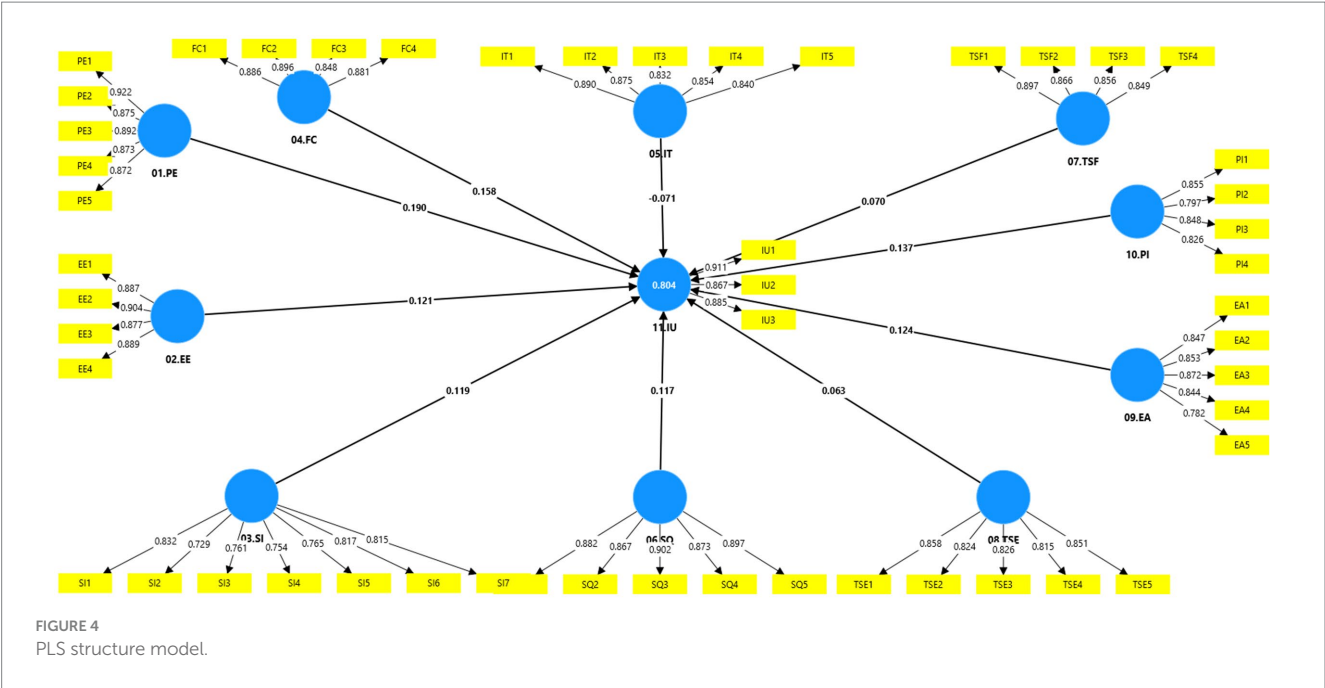 FC1 FC2 FC3 FC4
0.886 0.896 0.848 0.881
04.FC
IT1 IT2 IT3 IT4 IT5
0.890 0.875 0.832 0.854 0.840
05.IT
TSF1 TSF2 TSF3 TSF4
0.897 0.866 0.856 0.849
07.TSF
PE1
PE2
PE3
PE4
PE5
0.922
0.875
0.892
0.873
0.872
01.PE
PI1
PI2
PI3
PI4
0.855
0.797
0.848
0.826
10.PI
0.190
0.158
-0.071
0.070
0.137
EE1
EE2
EE3
EE4
0.887
0.904
0.877
0.889
02.EE
0.121
0.804
11.IU
IU1
IU2
IU3
0.911
0.867
0.885
EA1
EA2
EA3
EA4
EA5
0.847
0.853
0.872
0.844
0.782
09.EA
0.124
0.119
0.117
0.063
03.SI
0.832 0.729 0.761 0.754 0.765 0.817 0.815
SI1 SI2 SI3 SI4 SI5 SI6 SI7
06.SQ
0.882 0.867 0.902 0.873 0.897
SQ2 SQ3 SQ4 SQ5
08.TSE
0.858 0.824 0.826 0.815 0.851
TSE1 TSE2 TSE3 TSE4 TSE5
FIGURE 4
PLS structure model.